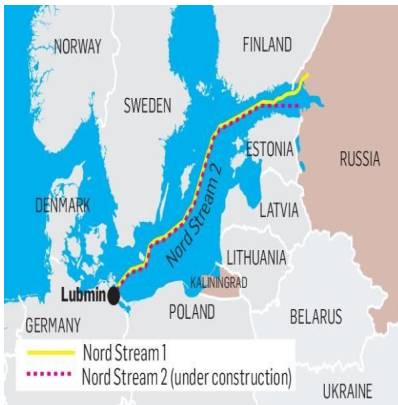 NORWAY
FINLAND
SWEDEN
ESTONIA
RUSSIA
DENMARK
Nord Stream 2
LATVIA
LITHUANIA
KALININGRAD
Lubmin
POLAND
BELARUS
GERMANY
Nord Stream 1
Nord Stream 2 (under construction)
UKRAINE